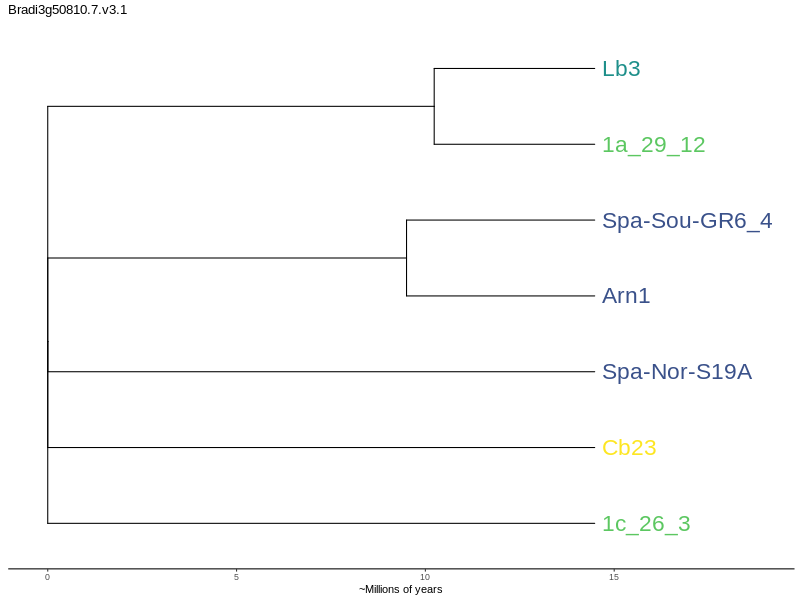 Bradi3g50810.7.v3.1
Lb3
1a_29_12
Spa-Sou-GR6_4
Arn1
Spa-Nor-S19A
Cb23
1c_26_3
0 5 10 15
~Millions of years